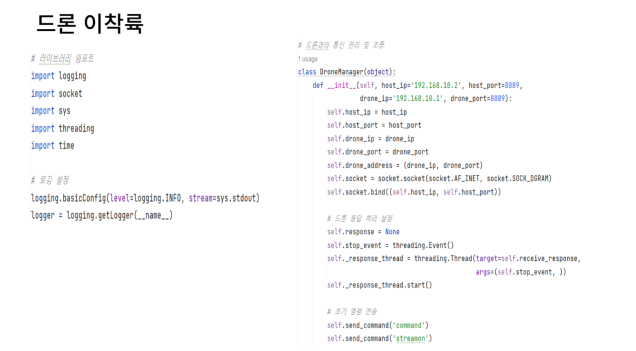 드론 이착륙
# 라이브러리 임포트
import logging
import socket
import sys
import threading
import time
# 로깅 설정
logging.basicConfig(level=logging.INFO, stream=sys.stdout)
logger = logging.getLogger(__name__)
# 드론과의 통신 관리 및 조종
1 usage
class DroneManager(object):
def __init__(self, host_ip='192.168.10.2', host_port=8889,
drone_ip='192.168.10.1', drone_port=8889):
self.host_ip = host_ip
self.host_port = host_port
self.drone_ip = drone_ip
self.drone_port = drone_port
self.drone_address = (drone_ip, drone_port)
self.socket = socket.socket(socket.AF_INET, socket.SOCK_DGRAM)
self.socket.bind((self.host_ip, self.host_port))
# 드론 응답 처리 설정
self.response = None
self.stop_event = threading.Event()
self._response_thread = threading.Thread(target=self.receive_response,
args=(self.stop_event, ))
self._response_thread.start()
# 초기 명령 전송
self.send_command('command')
self.send_command('streamon')